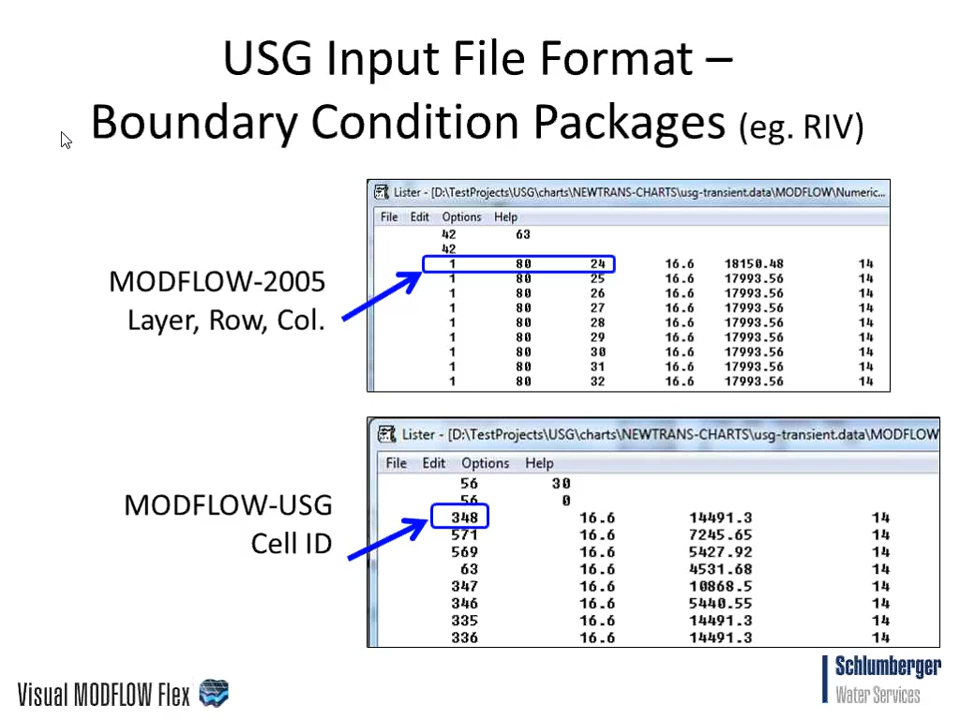 USG Input File Format –
Boundary Condition Packages (eg. RIV)
Lister - [D:\TestProjects\USG\charts\NEWTRANS-CHARTS\usg-transient.data\MODFLOW\Numeric...
File Edit Options Help
42 63
42
1 80 24 16.6 18150.48 14
1 80 25 16.6 17993.56 14
1 80 26 16.6 17993.56 14
1 80 27 16.6 17993.56 14
1 80 28 16.6 17993.56 14
1 80 29 16.6 17993.56 14
1 80 30 16.6 17993.56 14
1 80 31 16.6 17993.56 14
1 80 32 16.6 17993.56 14
MODFLOW-2005
Layer, Row, Col.
Lister - [D:\TestProjects\USG\charts\NEWTRANS-CHARTS\usg-transient.data\MODFLOW
File Edit Options Help
56 30
56 0
348 16.6 14491.3 14
571 16.6 7245.65 14
569 16.6 5427.92 14
63 16.6 4531.68 14
347 16.6 10868.5 14
346 16.6 5440.55 14
335 16.6 14491.3 14
336 16.6 14491.3 14
MODFLOW-USG
Cell ID
Visual MODFLOW Flex
Schlumberger
Water Services